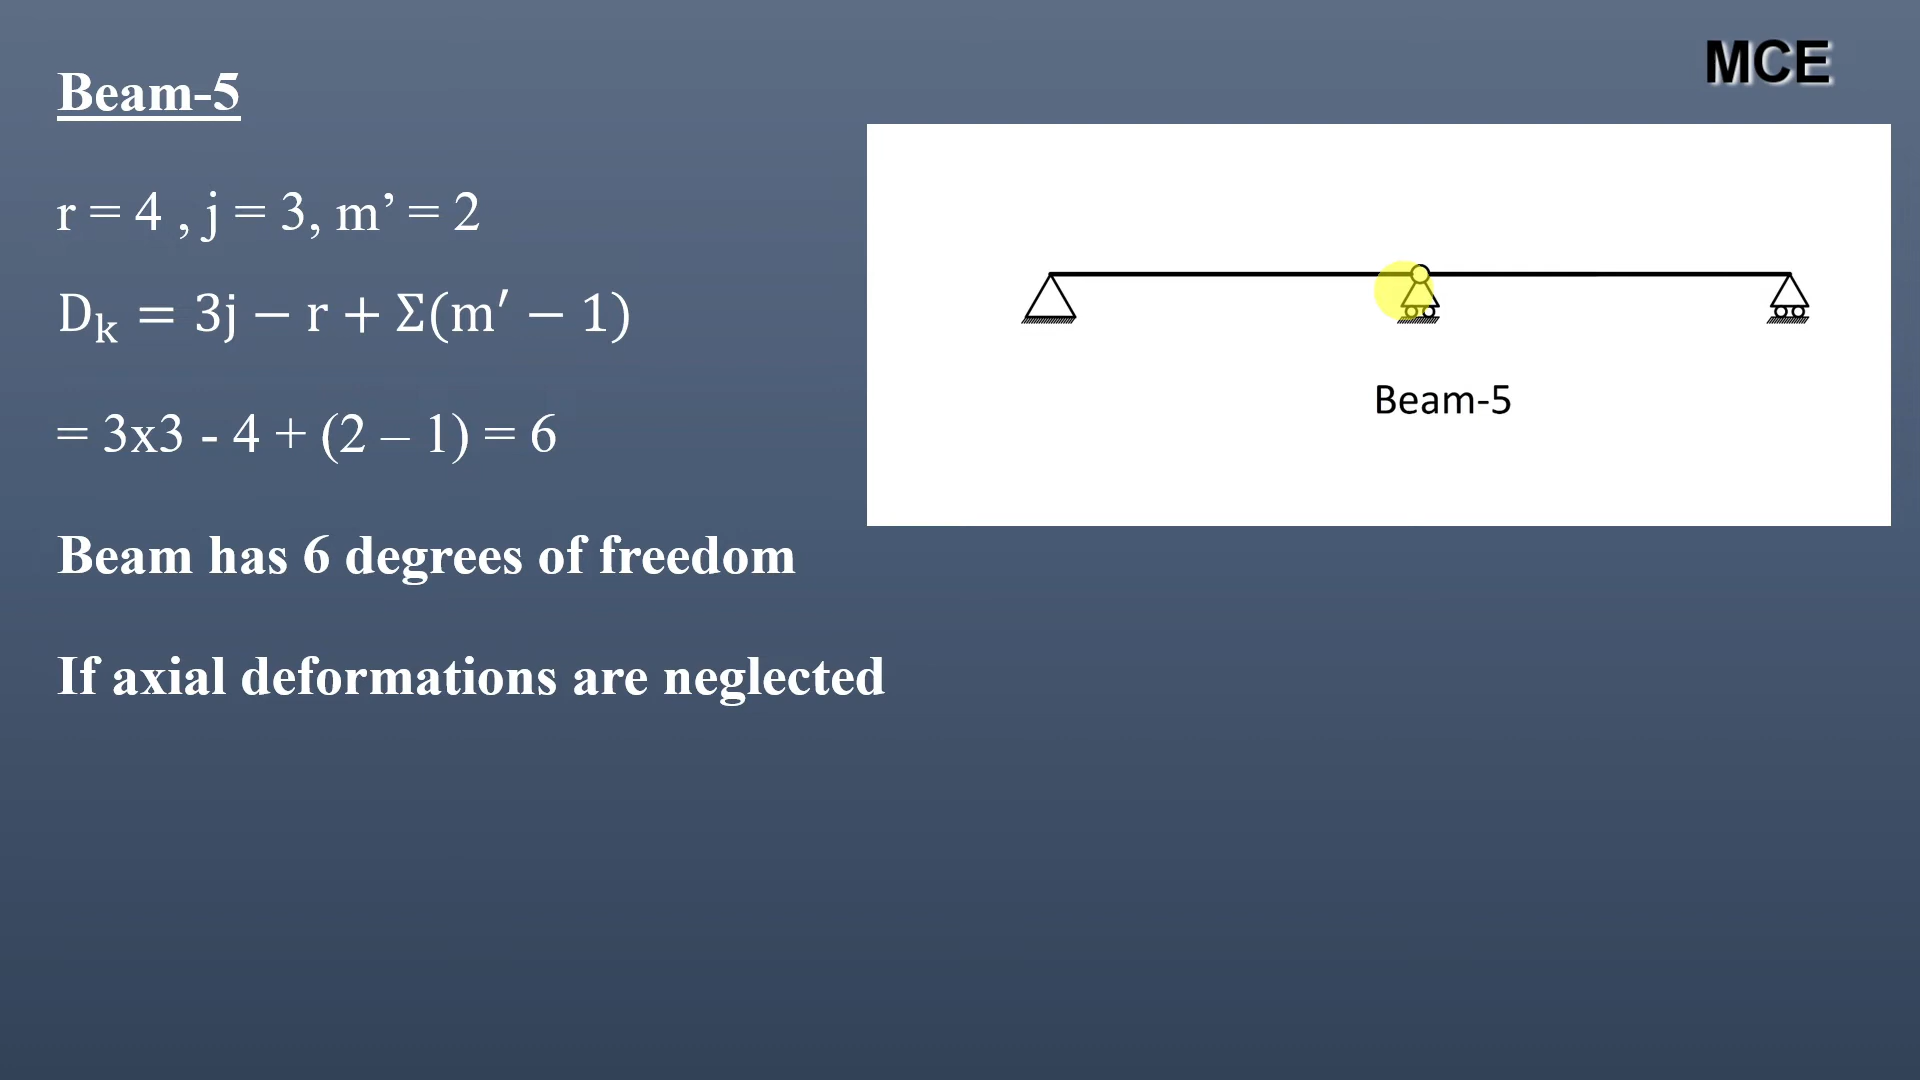 MCE
Beam-5
r = 4 , j = 3, m’ = 2
Dₖ = 3j − r + Σ(m′ − 1)
= 3x3 - 4 + (2 – 1) = 6
Beam has 6 degrees of freedom
If axial deformations are neglected
Beam-5